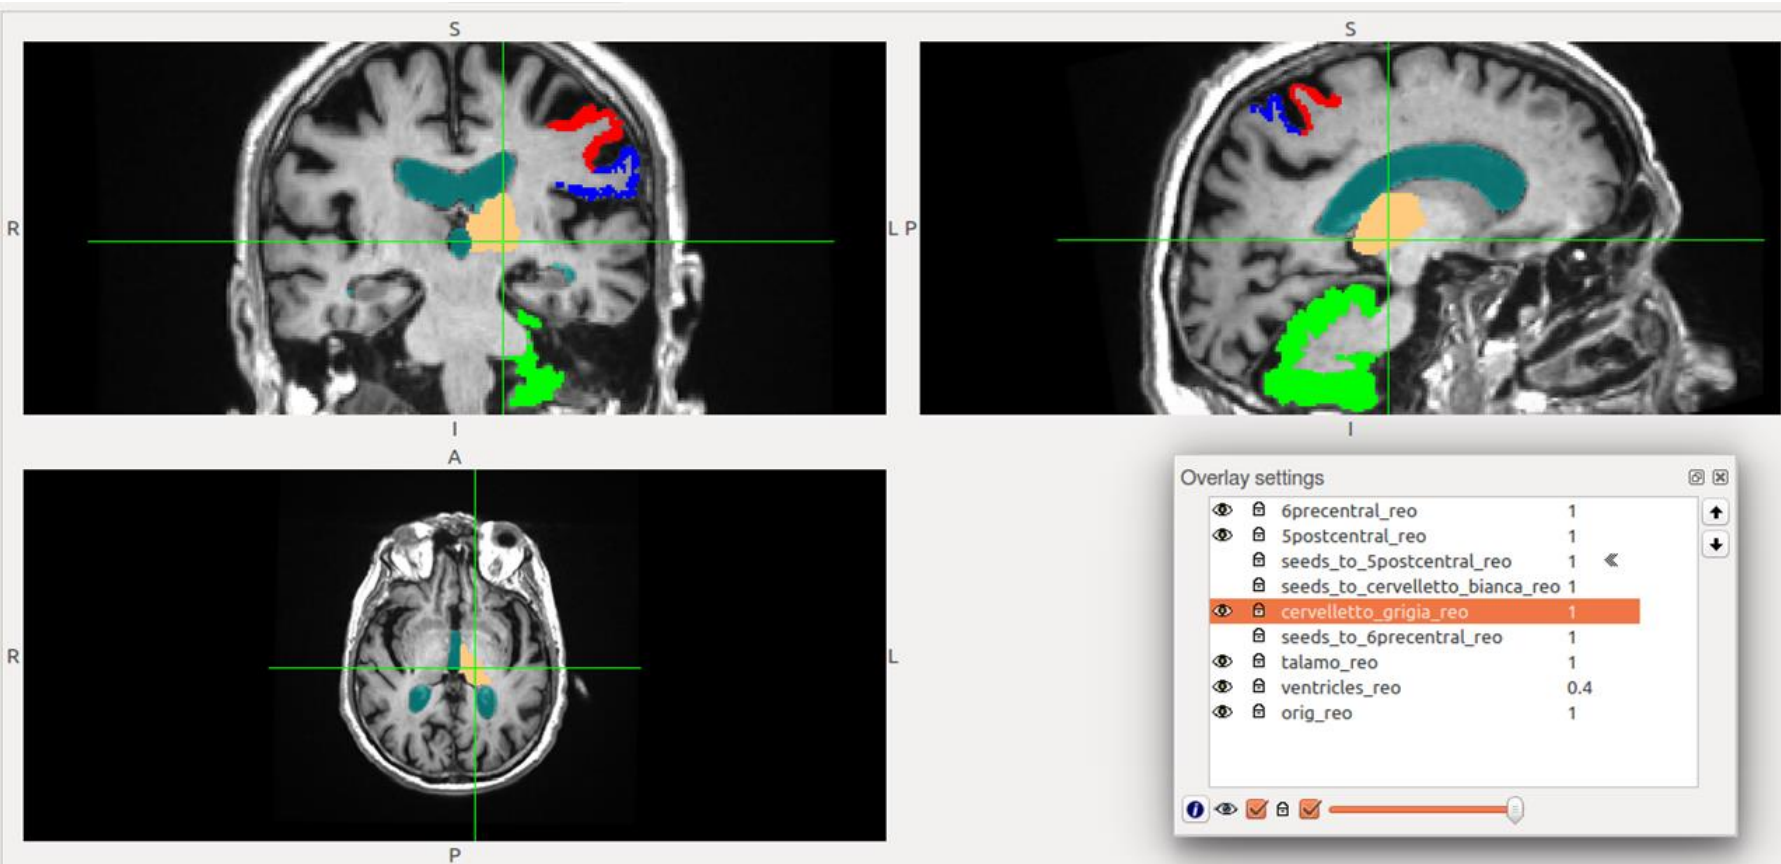 S
S
R
L
P
I
I
A
R
L
P
Overlay settings
6precentral_reo 1
5postcentral_reo 1
seeds_to_5postcentral_reo 1
seeds_to_cervelletto_bianca_reo 1
cervelletto_grigia_reo 1
seeds_to_6precentral_reo 1
talamo_reo 1
ventricles_reo 0.4
orig_reo 1